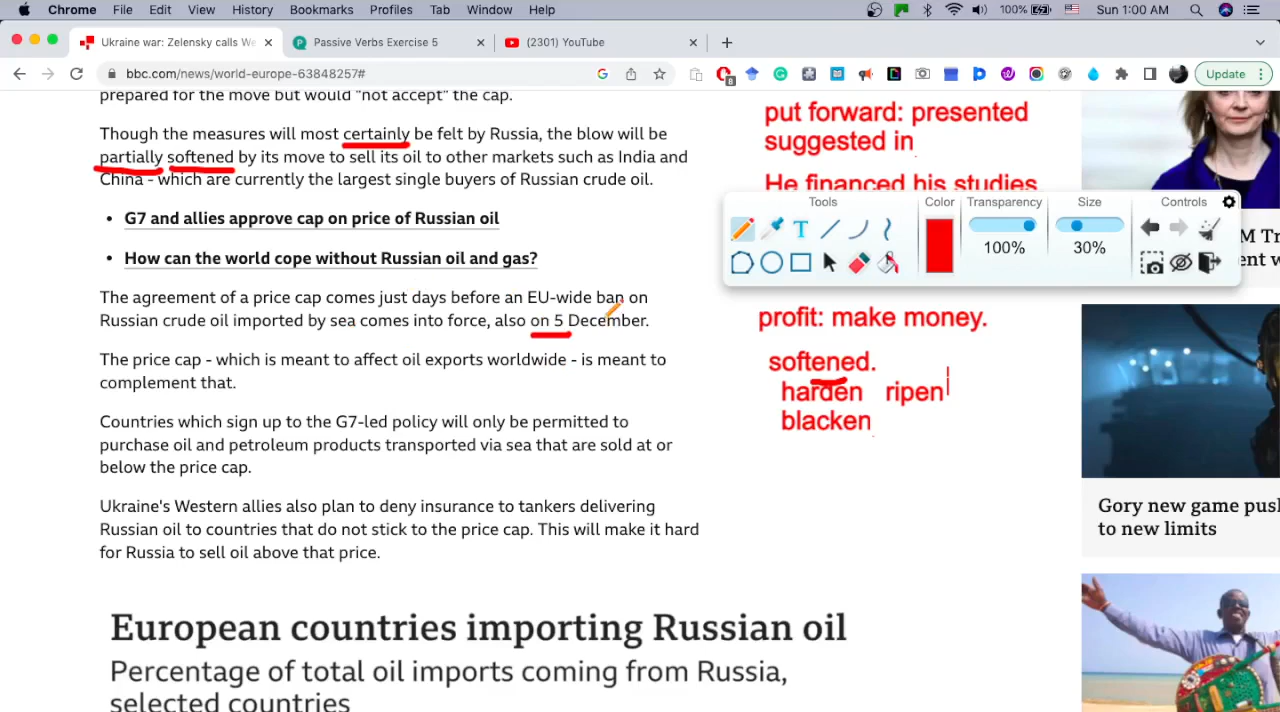 Chrome File Edit View History Bookmarks Profiles Tab Window Help 100% Sun 1:00 AM
Ukraine war: Zelensky calls We Passive Verbs Exercise 5 (2301) YouTube
bbc.com/news/world-europe-63848257# 8 Update
prepared for the move but would "not accept" the cap.
Though the measures will most certainly be felt by Russia, the blow will be
partially softened by its move to sell its oil to other markets such as India and
China - which are currently the largest single buyers of Russian crude oil.
• G7 and allies approve cap on price of Russian oil
• How can the world cope without Russian oil and gas?
The agreement of a price cap comes just days before an EU-wide ban on
Russian crude oil imported by sea comes into force, also on 5 December.
The price cap - which is meant to affect oil exports worldwide - is meant to
complement that.
Countries which sign up to the G7-led policy will only be permitted to
purchase oil and petroleum products transported via sea that are sold at or
below the price cap.
Ukraine's Western allies also plan to deny insurance to tankers delivering
Russian oil to countries that do not stick to the price cap. This will make it hard
for Russia to sell oil above that price.
European countries importing Russian oil
Percentage of total oil imports coming from Russia,
selected countries
put forward: presented
suggested in
He financed his studies
Tools Color Transparency Size Controls
T
100% 30%
profit: make money.
softened.
harden ripen
blacken
M Tr
ent w
Gory new game pus
to new limits